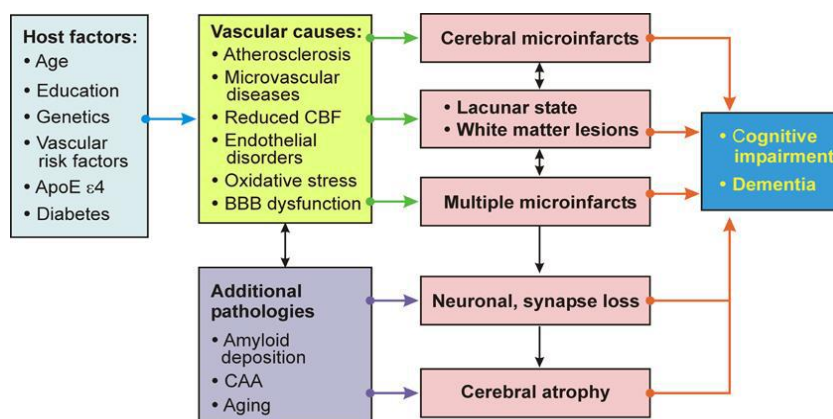 Host factors:
• Age
• Education
• Genetics
• Vascular
risk factors
• ApoE ε4
• Diabetes
Vascular causes:
• Atherosclerosis
• Microvascular
diseases
• Reduced CBF
• Endothelial
disorders
• Oxidative stress
• BBB dysfunction
Additional
pathologies
• Amyloid
deposition
• CAA
• Aging
Cerebral microinfarcts
• Lacunar state
• White matter lesions
Multiple microinfarcts
Neuronal, synapse loss
Cerebral atrophy
• Cognitive
impairment
• Dementia